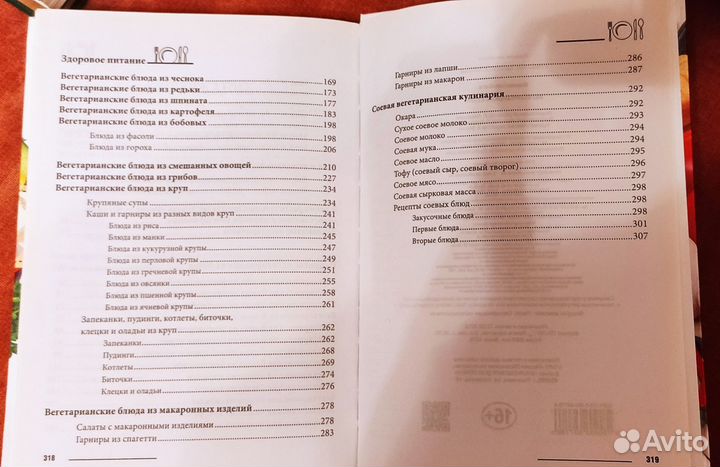 Здоровое питание
Вегетарианские блюда из чеснока 169
Вегетарианские блюда из редьки 173
Вегетарианские блюда из шпината 177
Вегетарианские блюда из картофеля 183
Вегетарианские блюда из бобовых 198
Блюда из фасоли 198
Блюда из гороха 206
Вегетарианские блюда из смешанных овощей 210
Вегетарианские блюда из грибов 227
Вегетарианские блюда из круп 234
Крупяные супы 234
Каши и гарниры из разных видов круп 241
Блюда из риса 241
Блюда из манки 245
Блюда из кукурузной крупы 247
Блюда из перловой крупы 249
Блюда из гречневой крупы 251
Блюда из овсянки 255
Блюда из пшенной крупы 258
Блюда из ячневой крупы 261
Запеканки, пудинги, котлеты, биточки,
клецки и оладьи из круп 262
Запеканки 262
Пудинги 268
Котлеты 269
Биточки 274
Клецки и оладьи 276
Вегетарианские блюда из макаронных изделий 278
Салаты с макаронными изделиями 278
Гарниры из спагетти 283
318
Гарниры из лапши 286
Гарниры из макарон 287
Соевая вегетарианская кулинария 292
Окара 292
Сухое соевое молоко 293
Соевое молоко 294
Соевая мука 294
Соевое масло 295
Тофу (соевый сыр, соевый творог) 296
Соевое мясо 297
Соевая сырковая масса 298
Рецепты соевых блюд 298
Закусочные блюда 298
Первые блюда 301
Вторые блюда 307
16+
319
Avito